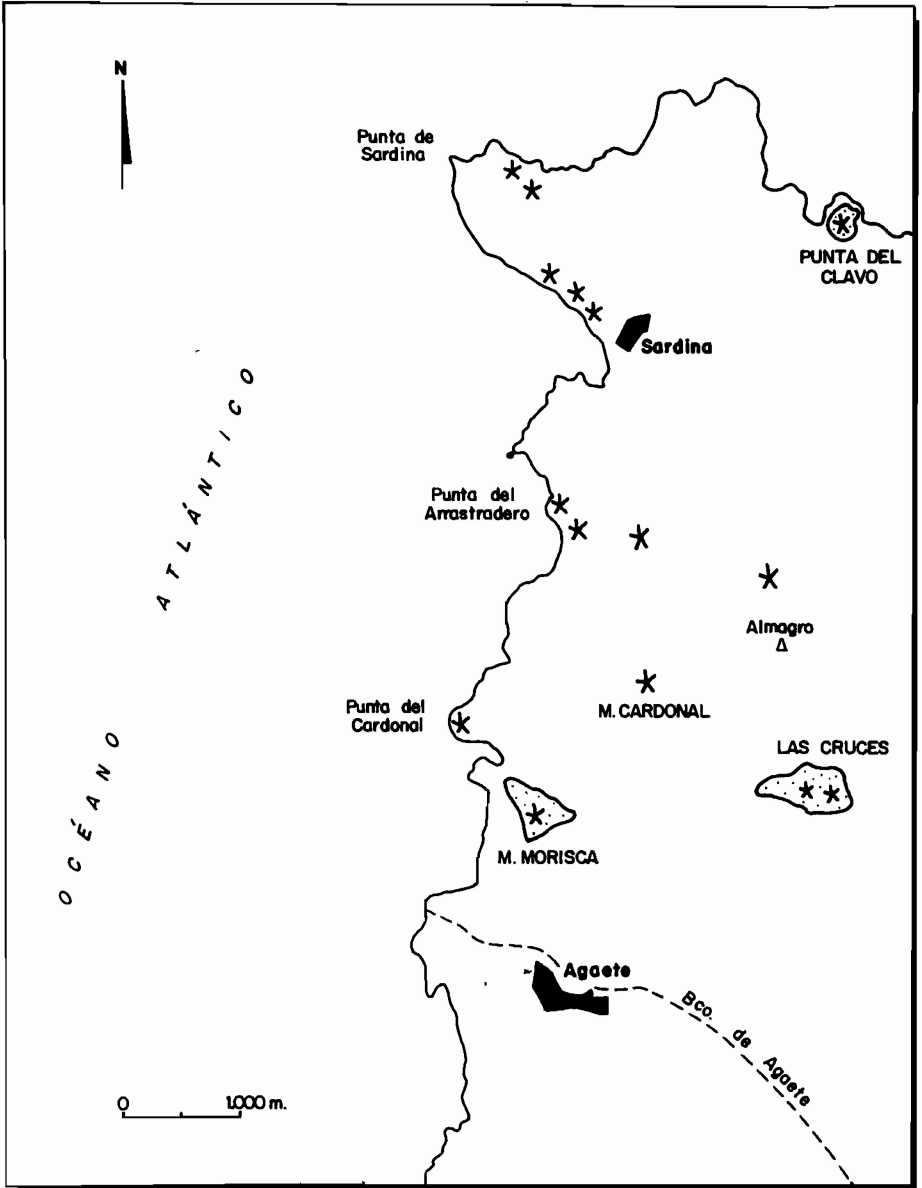 N
Punta de
Sardina
PUNTA DEL
CLAVO
Sardina
OCÉANO ATLÁNTICO
Punta del
Arrastradero
Almagro
Punta del
Cardonal
M. CARDONAL
LAS CRUCES
M. MORISCA
Agaete
Bco. de Agaete
0 1.000 m.